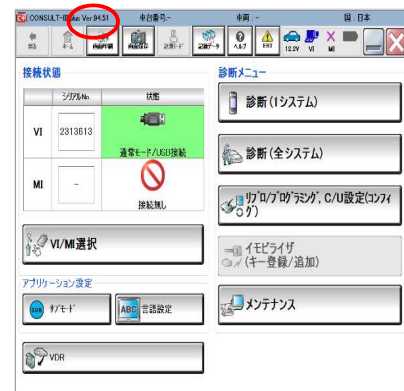 CONSULT-III plus Ver.94.51 車台番号:- 車両:- 国:日本
戻る ホーム 画面印刷 画面保存 計測モード 記録データ ヘルプ ERT 12.2V VI MI
接続状態
シリアルNo 状態
VI 2313613 通常モード/USB接続
MI - 接続無し
VI/MI選択
アプリケーション設定
サブモード
ABC 言語設定
VDR
診断メニュー
診断(1システム)
診断(全システム)
リプロ/プログラミング, C/U設定(コンフィグ)
イモビライザ
(キー登録/追加)
メンテナンス